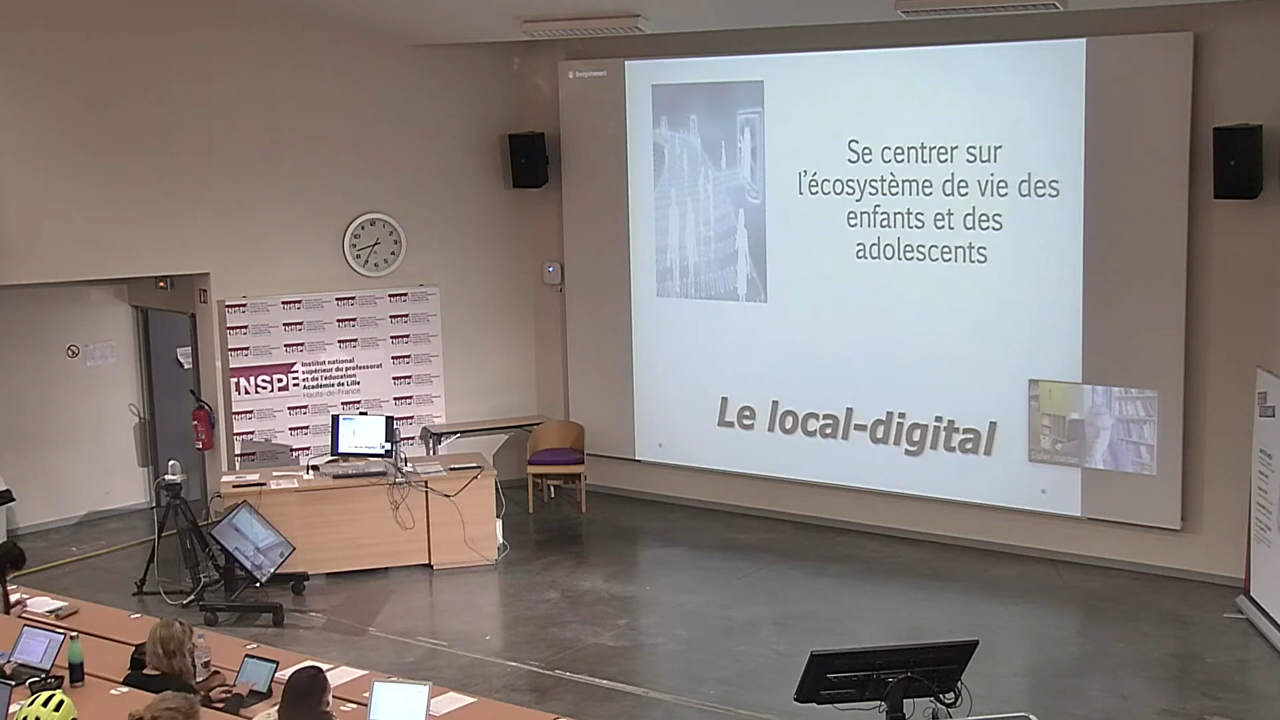 Enregistrement
Se centrer sur
l'écosystème de vie des
enfants et des
adolescents
Le local-digital
INSPÉ
Institut national
supérieur du professorat
et de l'éducation
Académie de Lille
Hauts-de-France